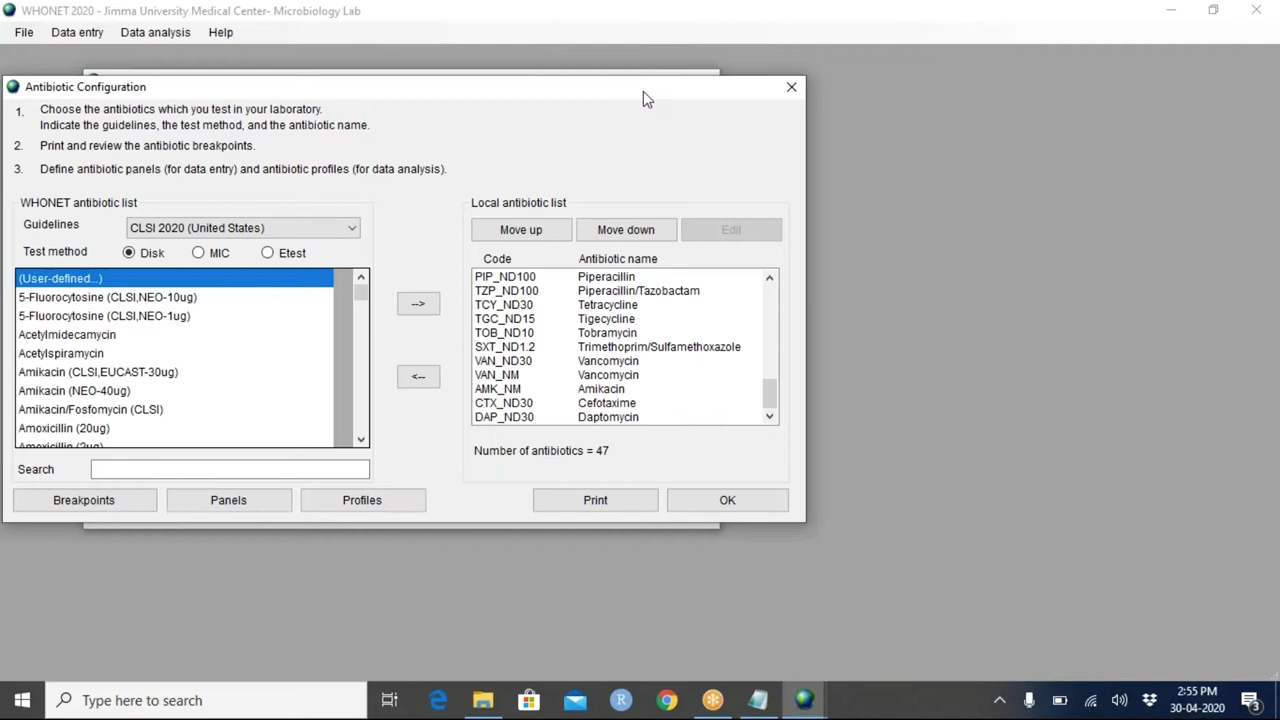 WHONET 2020 - Jimma University Medical Center- Microbiology Lab
File Data entry Data analysis Help
Antibiotic Configuration
1. Choose the antibiotics which you test in your laboratory.
Indicate the guidelines, the test method, and the antibiotic name.
2. Print and review the antibiotic breakpoints.
3. Define antibiotic panels (for data entry) and antibiotic profiles (for data analysis).
WHONET antibiotic list
Guidelines CLSI 2020 (United States)
Test method Disk MIC Etest
(User-defined...)
5-Fluorocytosine (CLSI,NEO-10ug)
5-Fluorocytosine (CLSI,NEO-1ug)
Acetylmidecamycin
Acetylspiramycin
Amikacin (CLSI,EUCAST-30ug)
Amikacin (NEO-40ug)
Amikacin/Fosfomycin (CLSI)
Amoxicillin (20ug)
Amoxicillin (2ug)
Search
Breakpoints Panels Profiles
-->
<--
Local antibiotic list
Move up Move down Edit
Code Antibiotic name
PIP_ND100 Piperacillin
TZP_ND100 Piperacillin/Tazobactam
TCY_ND30 Tetracycline
TGC_ND15 Tigecycline
TOB_ND10 Tobramycin
SXT_ND1.2 Trimethoprim/Sulfamethoxazole
VAN_ND30 Vancomycin
VAN_NM Vancomycin
AMK_NM Amikacin
CTX_ND30 Cefotaxime
DAP_ND30 Daptomycin
Number of antibiotics = 47
Print OK
Type here to search
R
2:55 PM
30-04-2020
3